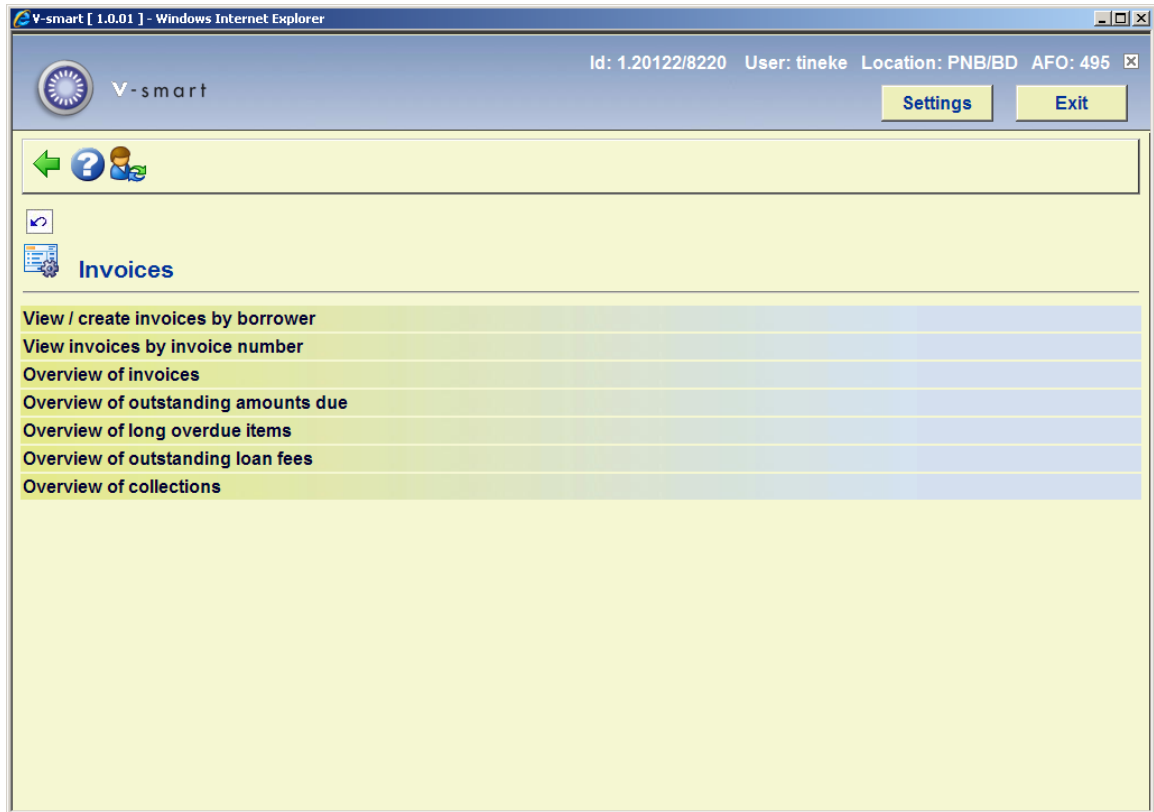 V-smart [ 1.0.01 ] - Windows Internet Explorer
Id: 1.20122/8220 User: tineke Location: PNB/BD AFO: 495
V-smart
Settings Exit
Invoices
View / create invoices by borrower
View invoices by invoice number
Overview of invoices
Overview of outstanding amounts due
Overview of long overdue items
Overview of outstanding loan fees
Overview of collections